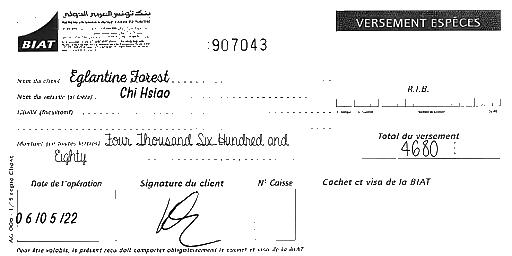 بنك تونس العربي الدولي
BIAT
VERSEMENT ESPÈCES
907043
Nom du client Eglantine Forest
R.I.B.
Nom du remettant (si tiers) Chi Hsiao
Libellé (facultatif)
Montant (en toutes lettres) Four Thousand Six Hundred and
Eighty
Total du versement
4680
Date de l'opération
Signature du client
N° Caisse
Cachet et visa de la BIAT
06/05/22
Pour être valable, le présent reçu doit comporter obligatoirement le cachet et visa de la BIAT